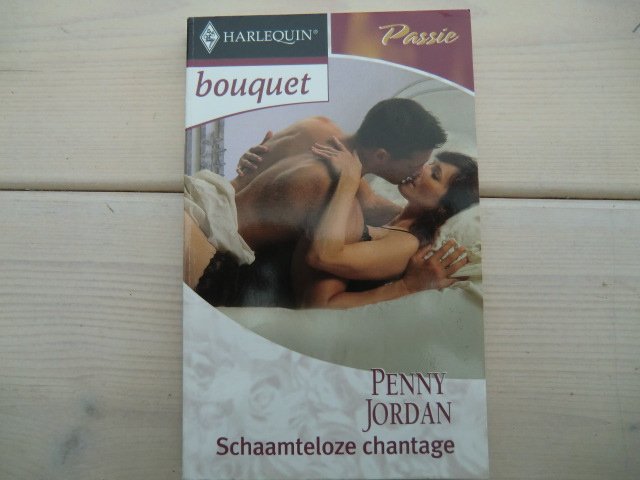 HARLEQUIN®
Passie
bouquet
PENNY
JORDAN
Schaamteloze chantage